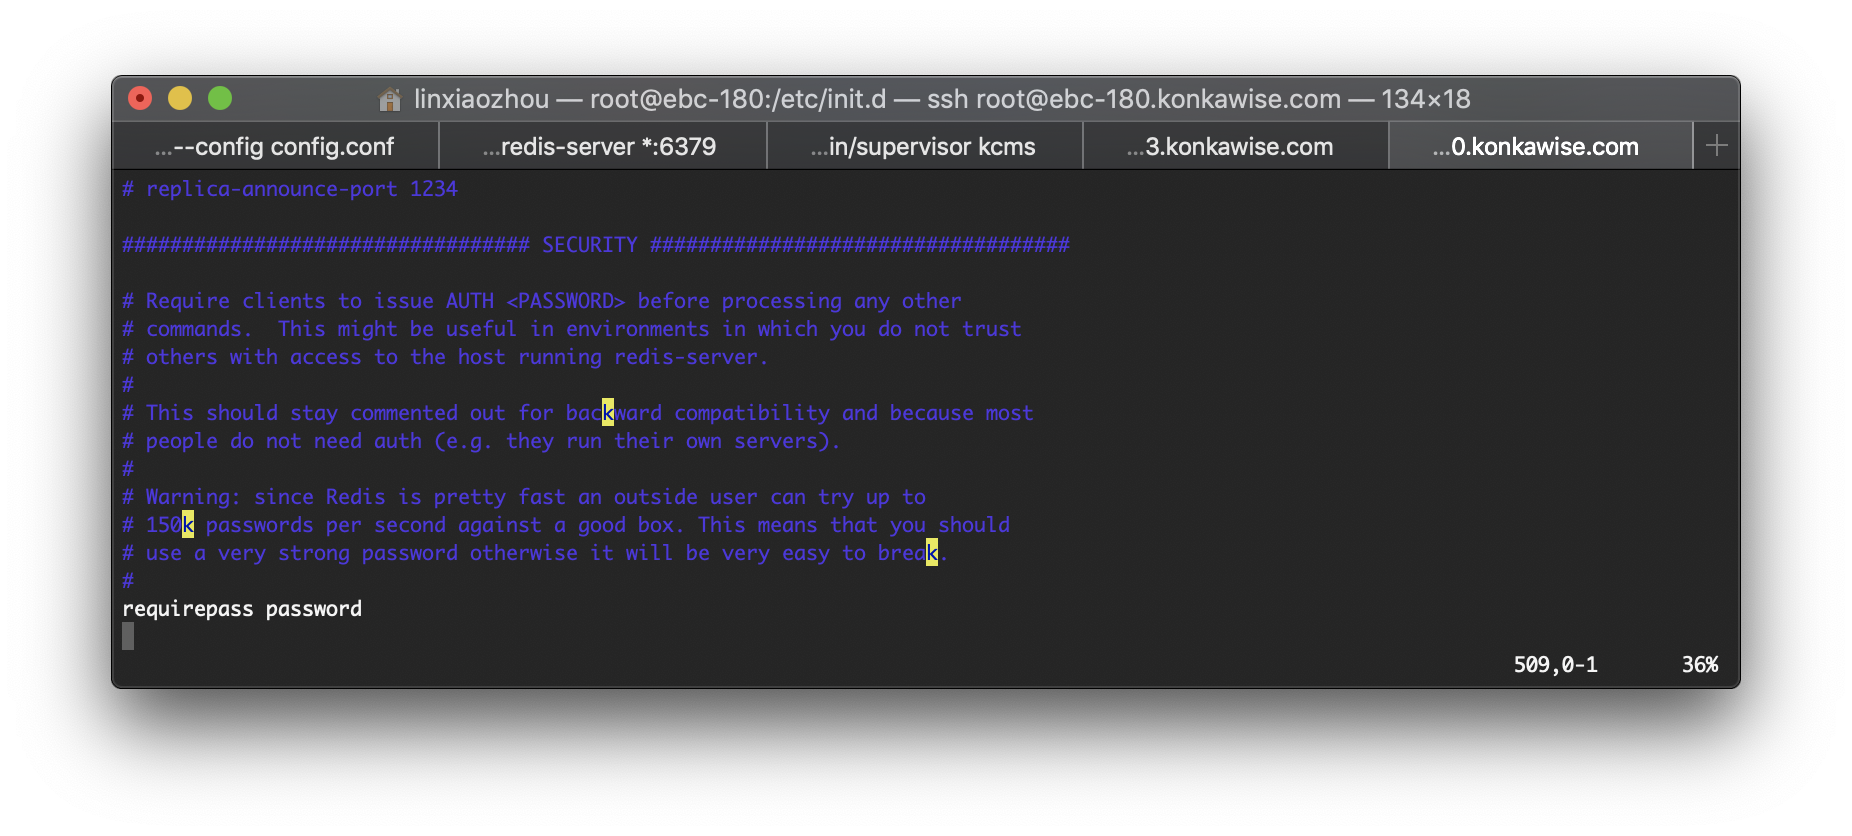 linxiaozhou — root@ebc-180:/etc/init.d — ssh root@ebc-180.konkawise.com — 134×18
...--config config.conf
...redis-server *:6379
...in/supervisor kcms
...3.konkawise.com
...0.konkawise.com
# replica-announce-port 1234
################################## SECURITY ###################################
# Require clients to issue AUTH <PASSWORD> before processing any other
# commands.  This might be useful in environments in which you do not trust
# others with access to the host running redis-server.
#
# This should stay commented out for backward compatibility and because most
# people do not need auth (e.g. they run their own servers).
#
# Warning: since Redis is pretty fast an outside user can try up to
# 150k passwords per second against a good box. This means that you should
# use a very strong password otherwise it will be very easy to break.
#
requirepass password
509,0-1 36%